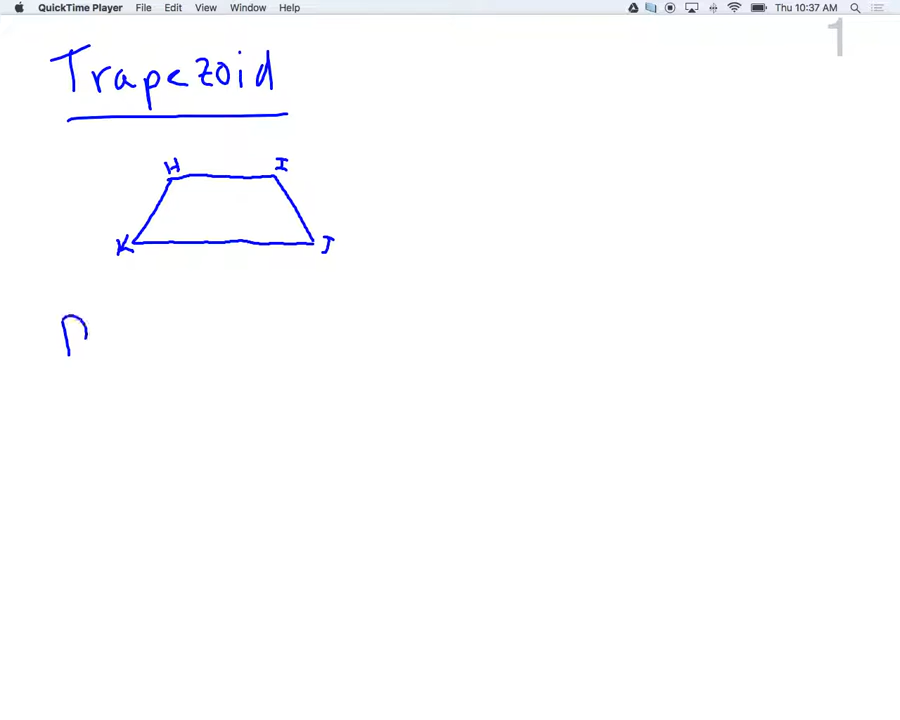 QuickTime Player File Edit View Window Help Thu 10:37 AM
1
Trapezoid
H I
K J